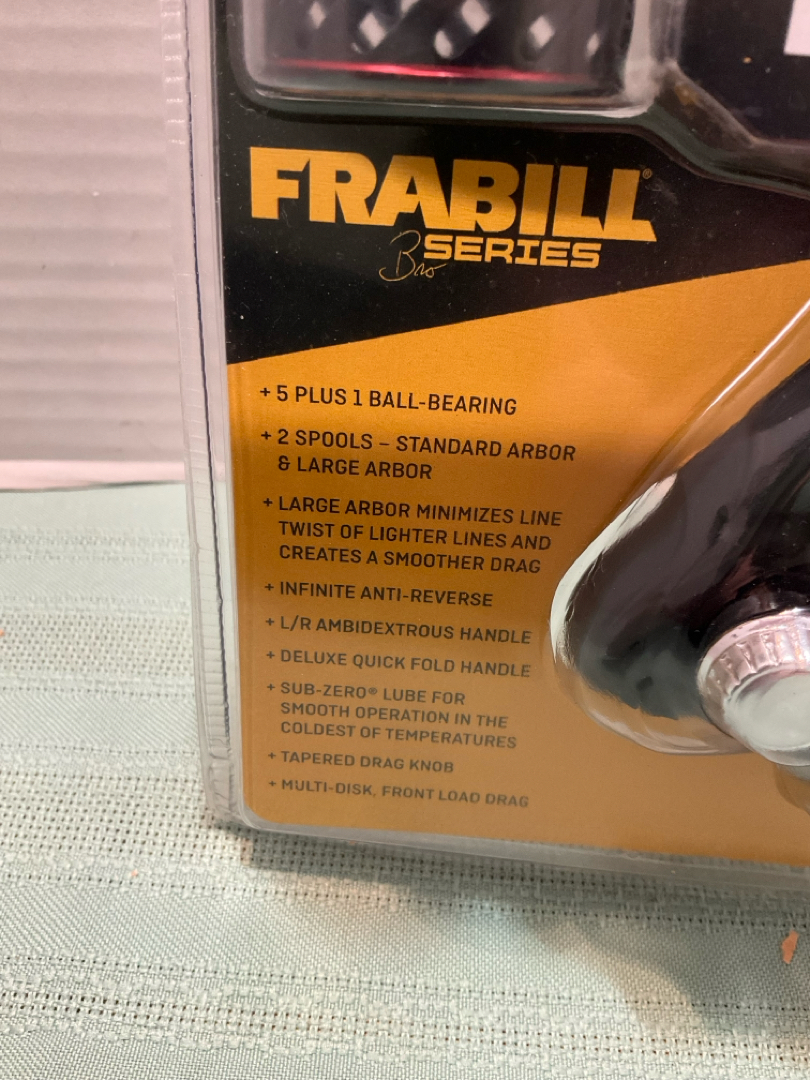 FRABILL®
Bro SERIES
+ 5 PLUS 1 BALL-BEARING
+ 2 SPOOLS – STANDARD ARBOR
& LARGE ARBOR
+ LARGE ARBOR MINIMIZES LINE
TWIST OF LIGHTER LINES AND
CREATES A SMOOTHER DRAG
+ INFINITE ANTI-REVERSE
+ L/R AMBIDEXTROUS HANDLE
+ DELUXE QUICK FOLD HANDLE
+ SUB-ZERO® LUBE FOR
SMOOTH OPERATION IN THE
COLDEST OF TEMPERATURES
+ TAPERED DRAG KNOB
+ MULTI-DISK, FRONT LOAD DRAG